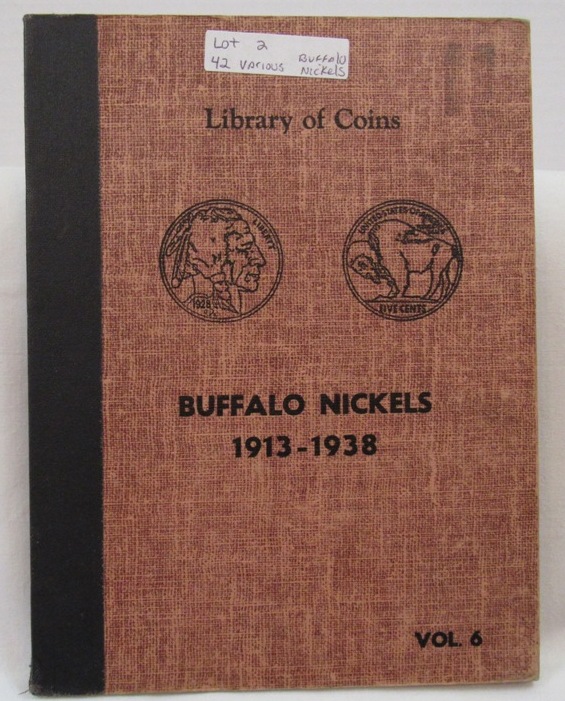 Lot 2
42 Various Buffalo Nickels
Library of Coins
LIBERTY
1928
UNITED STATES OF AMERICA
FIVE CENTS
BUFFALO NICKELS
1913-1938
VOL. 6